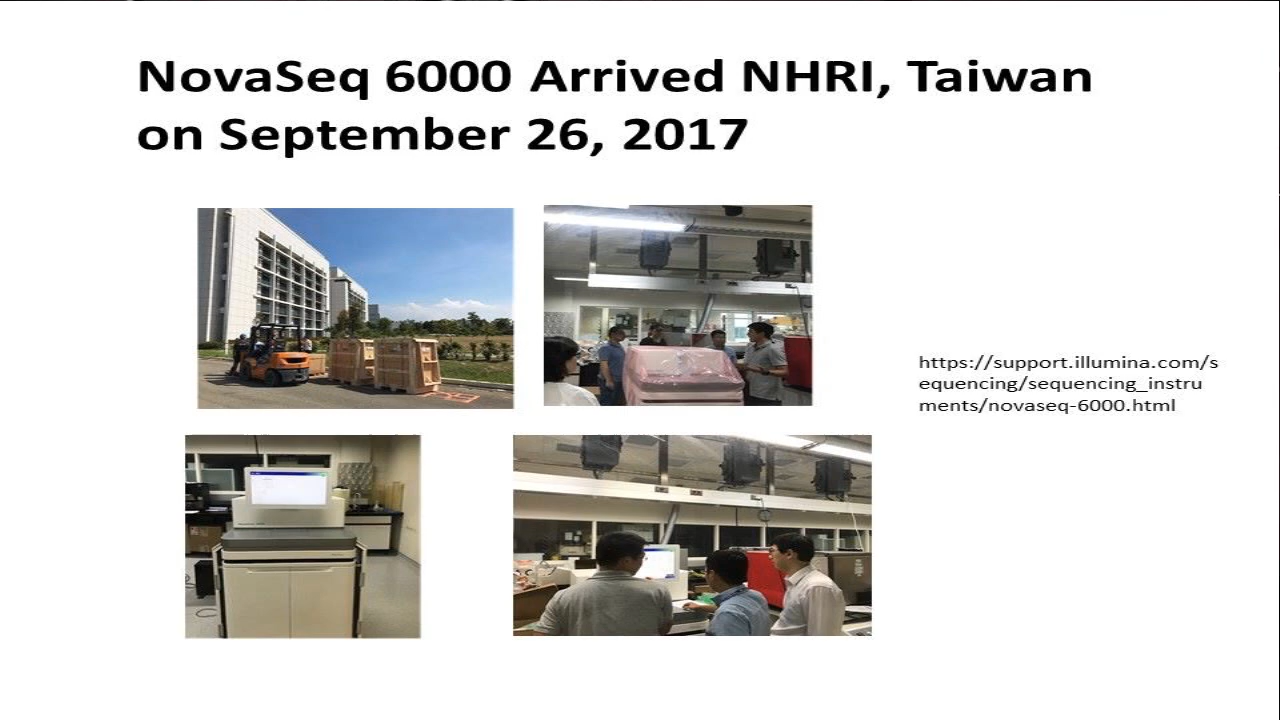 NovaSeq 6000 Arrived NHRI, Taiwan
on September 26, 2017
https://support.illumina.com/s
equencing/sequencing_instru
ments/novaseq-6000.html